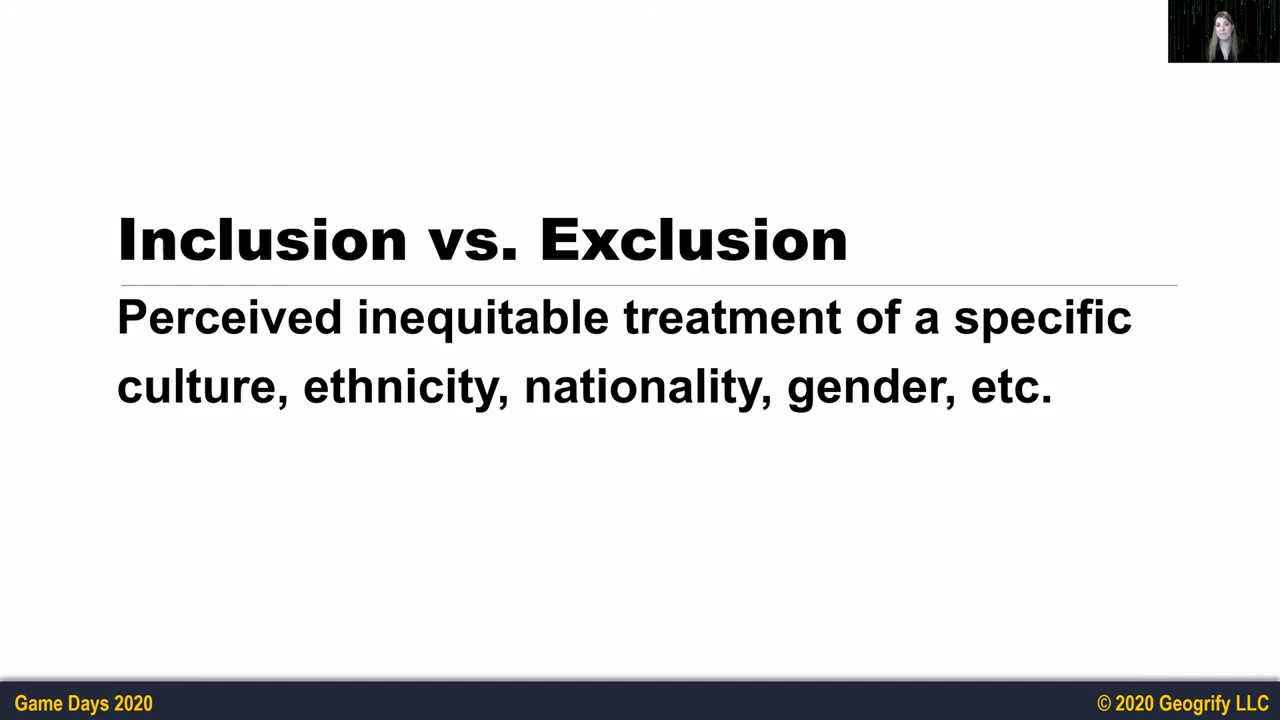 Inclusion vs. Exclusion
Perceived inequitable treatment of a specific
culture, ethnicity, nationality, gender, etc.
Game Days 2020
© 2020 Geogrify LLC